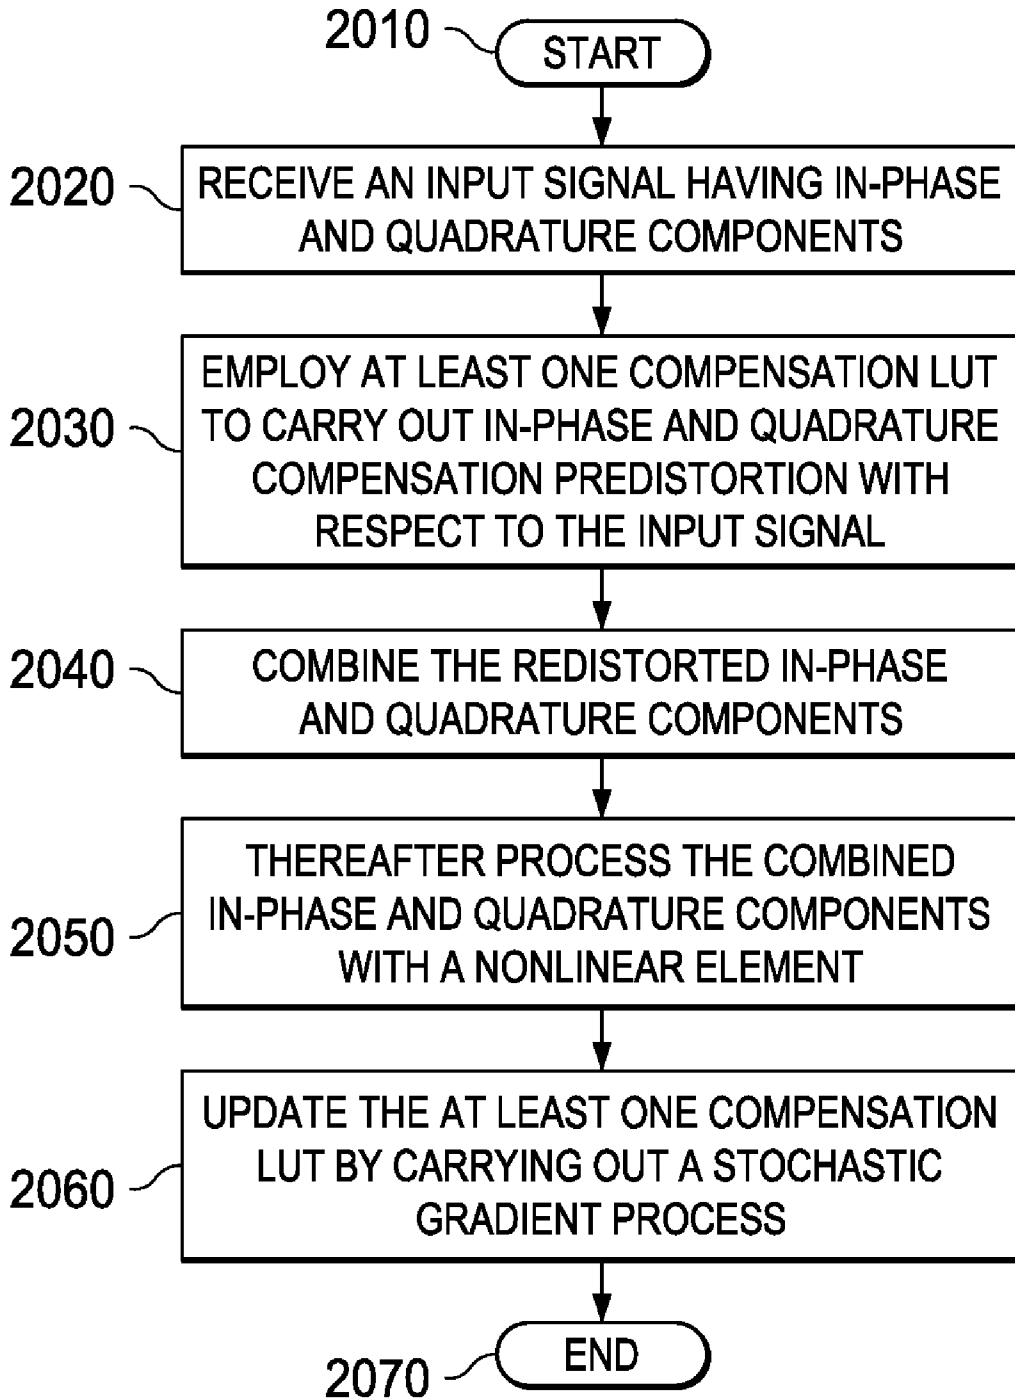 2010
START
2020
RECEIVE AN INPUT SIGNAL HAVING IN-PHASE
AND QUADRATURE COMPONENTS
2030
EMPLOY AT LEAST ONE COMPENSATION LUT
TO CARRY OUT IN-PHASE AND QUADRATURE
COMPENSATION PREDISTORTION WITH
RESPECT TO THE INPUT SIGNAL
2040
COMBINE THE REDISTORTED IN-PHASE
AND QUADRATURE COMPONENTS
2050
THEREAFTER PROCESS THE COMBINED
IN-PHASE AND QUADRATURE COMPONENTS
WITH A NONLINEAR ELEMENT
2060
UPDATE THE AT LEAST ONE COMPENSATION
LUT BY CARRYING OUT A STOCHASTIC
GRADIENT PROCESS
2070
END